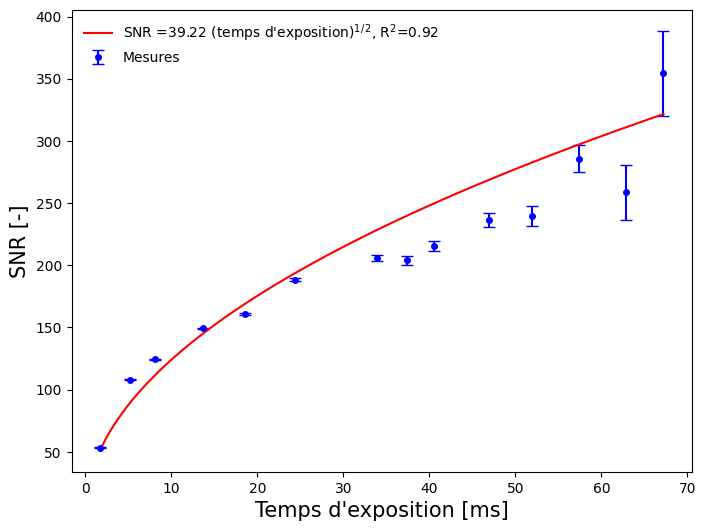 SNR =39.22 (temps d'exposition)^{1/2}, R^{2}=0.92
Mesures
400
350
300
250
200
150
100
50
SNR [-]
0 10 20 30 40 50 60 70
Temps d'exposition [ms]